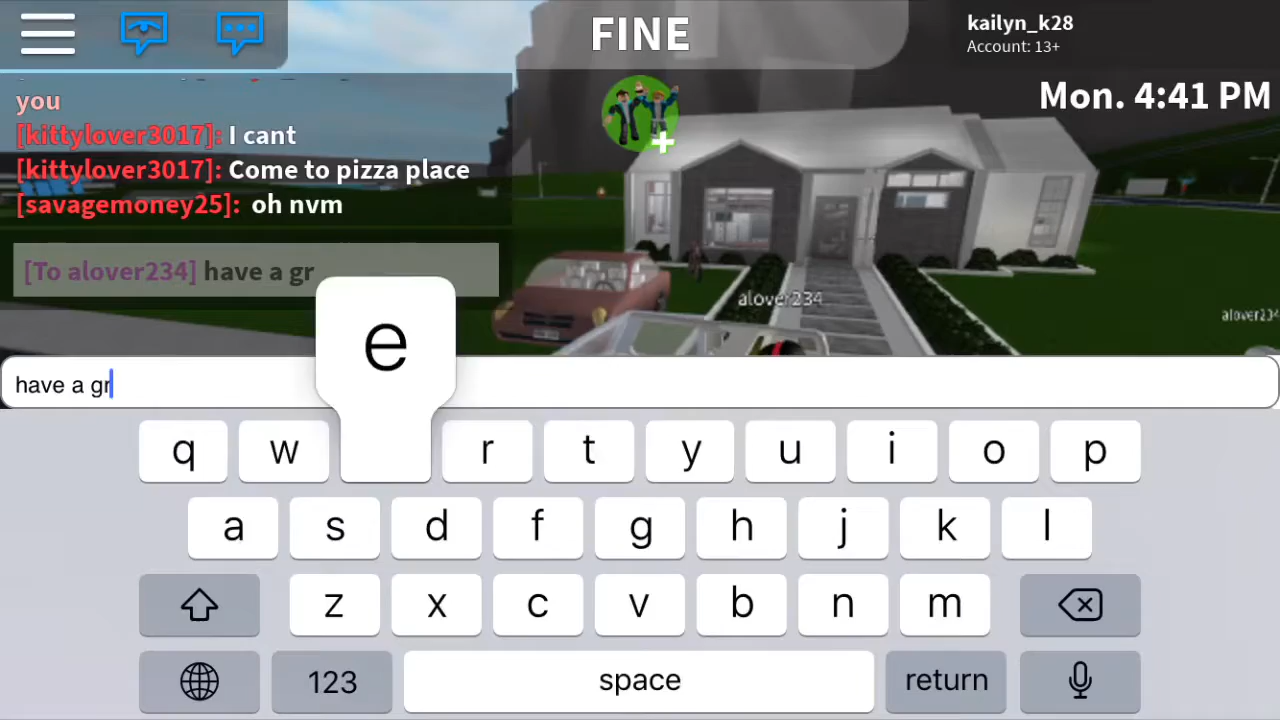 FINE
kailyn_k28
Account: 13+
Mon. 4:41 PM
you
[kittylover3017]: I cant
[kittylover3017]: Come to pizza place
[savagemoney25]: oh nvm
[To alover234] have a gr
alover234
alover234
have a gr
e
q w r t y u i o p
a s d f g h j k l
z x c v b n m
123 space return